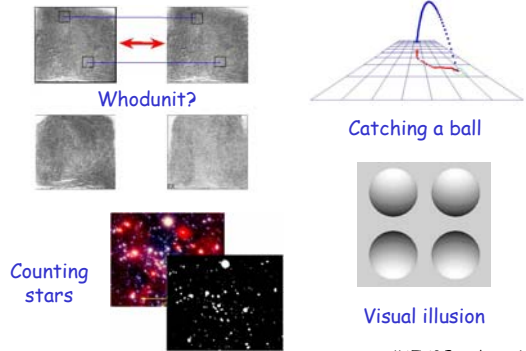 Whodunit?
Catching a ball
Counting
stars
Visual illusion